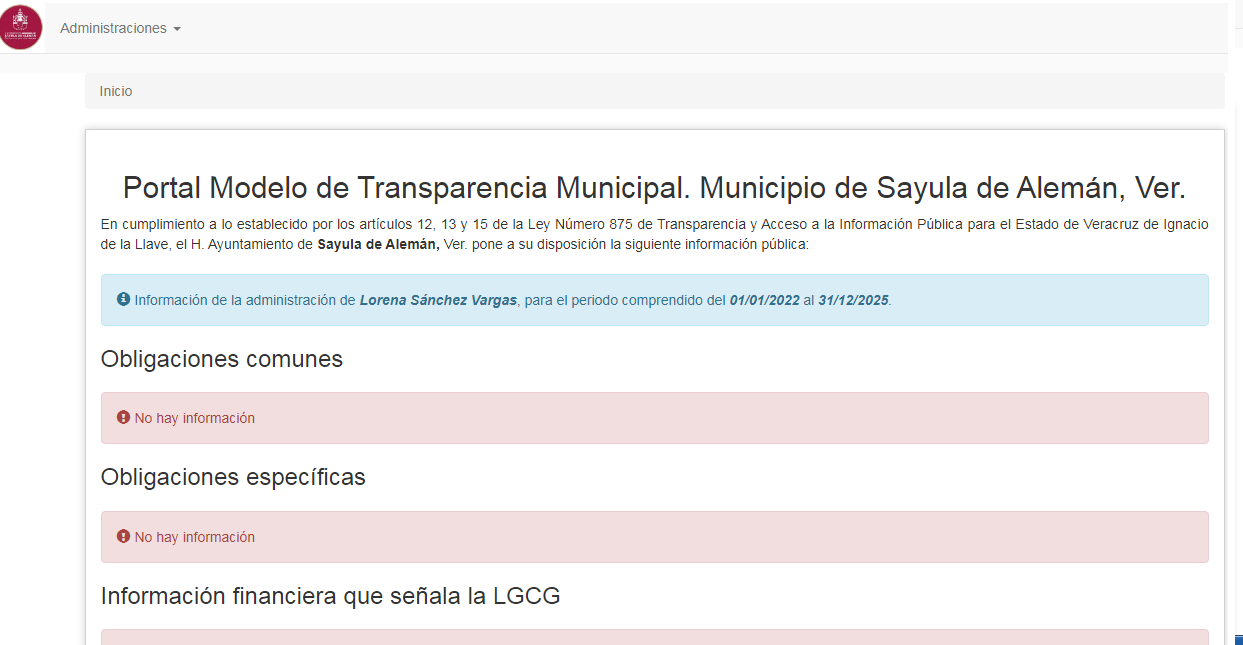 Administraciones
Inicio
Portal Modelo de Transparencia Municipal. Municipio de Sayula de Alemán, Ver.
En cumplimiento a lo establecido por los artículos 12, 13 y 15 de la Ley Número 875 de Transparencia y Acceso a la Información Pública para el Estado de Veracruz de Ignacio
de la Llave, el H. Ayuntamiento de Sayula de Alemán, Ver. pone a su disposición la siguiente información pública:
Información de la administración de Lorena Sánchez Vargas, para el periodo comprendido del 01/01/2022 al 31/12/2025.
Obligaciones comunes
No hay información
Obligaciones específicas
No hay información
Información financiera que señala la LGCG